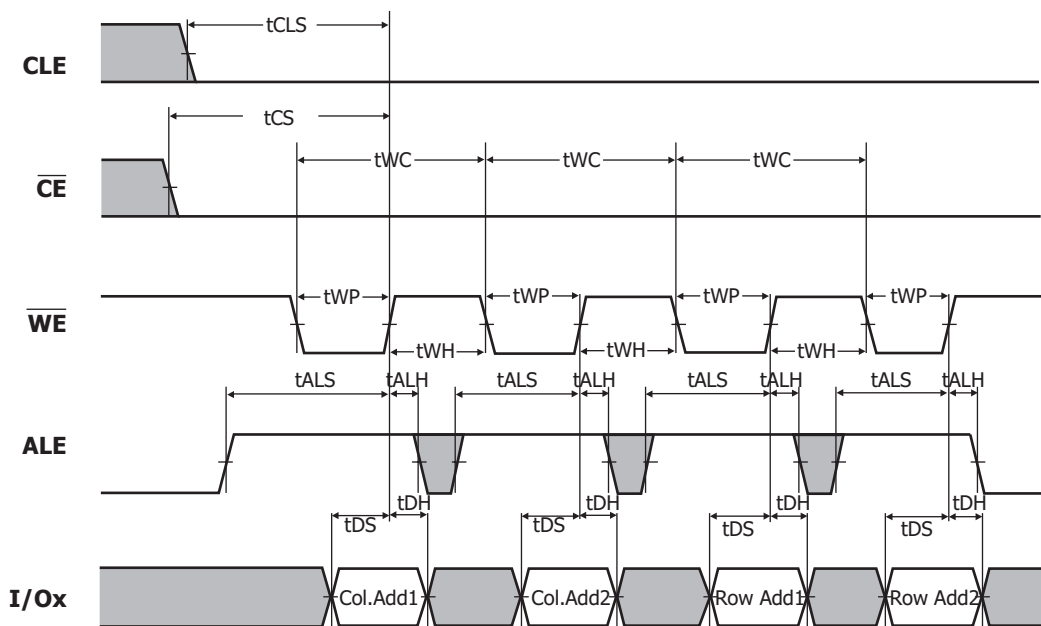 tCLS
CLE
tCS
tWC tWC tWC
CE
tWP tWP tWP tWP
WE
tWH tWH tWH
tALS tALH tALS tALH tALS tALH tALS tALH
ALE
tDH tDH tDH tDH
tDS tDS tDS tDS
I/Ox Col.Add1 Col.Add2 Row Add1 Row Add2